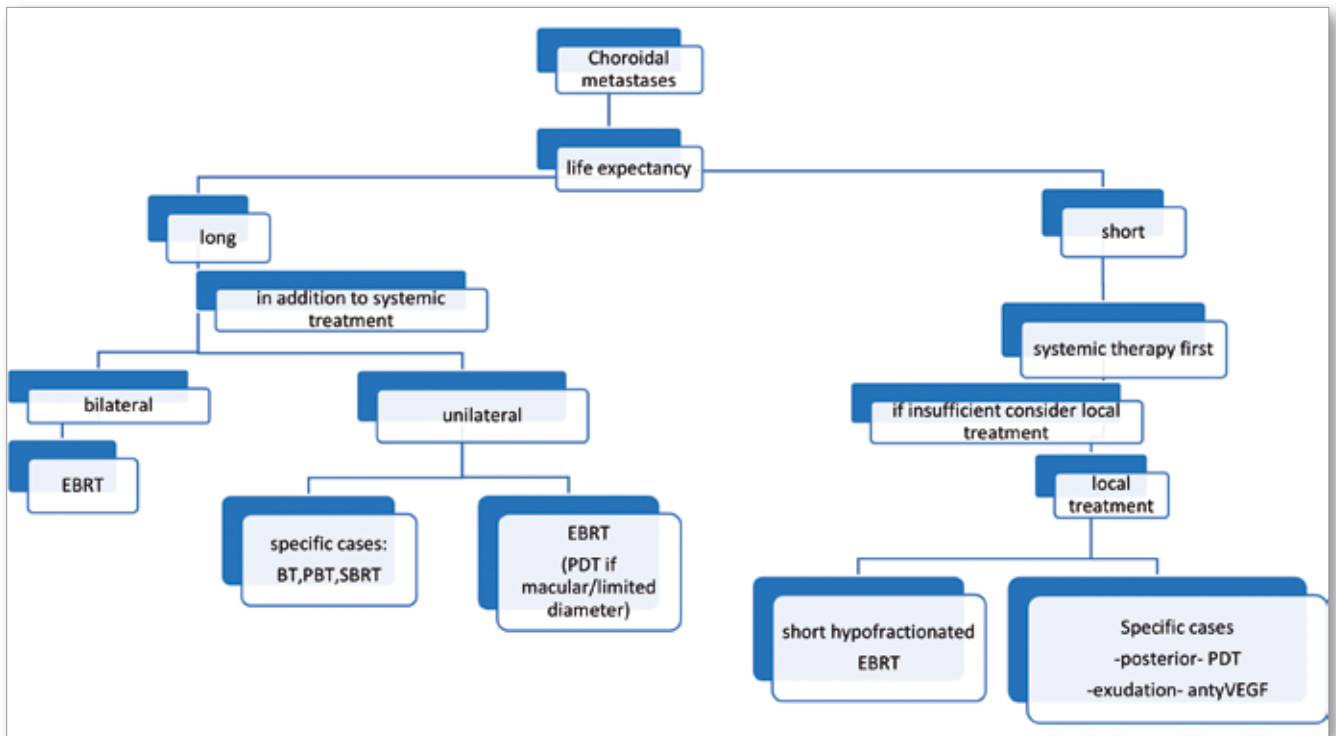 Choroidal
metastases
life expectancy
long
short
in addition to systemic
treatment
systemic therapy first
bilateral
unilateral
if insufficient consider local
treatment
EBRT
local
treatment
specific cases:
BT,PBT,SBRT
EBRT
(PDT if
macular/limited
diameter)
short hypofractionated
EBRT
Specific cases
-posterior- PDT
-exudation- antyVEGF